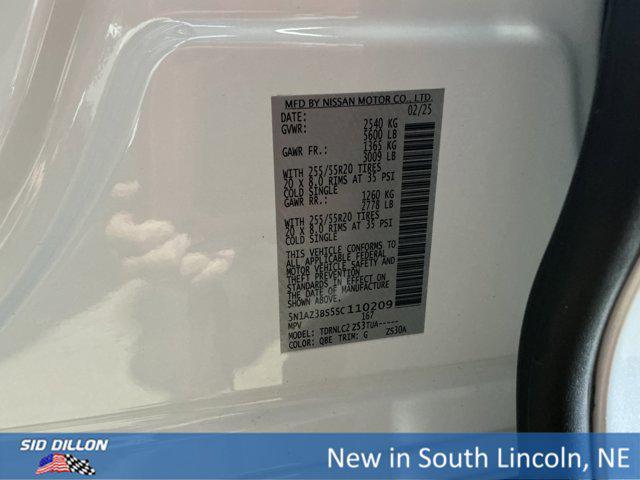 MFD BY NISSAN MOTOR CO., LTD.
DATE: 02/25
GVWR: 2540 KG
5600 LB
GAWR FR.: 1365 KG
3009 LB
WITH 255/55R20 TIRES
20 X 8.0 RIMS AT 35 PSI
COLD SINGLE
GAWR RR.: 1260 KG
2778 LB
WITH 255/55R20 TIRES
20 X 8.0 RIMS AT 35 PSI
COLD SINGLE
THIS VEHICLE CONFORMS TO
ALL APPLICABLE FEDERAL
MOTOR VEHICLE SAFETY AND
THEFT PREVENTION
STANDARDS IN EFFECT ON THE
DATE OF MANUFACTURE
SHOWN ABOVE.
5N1AZ3BS5SC110209
MPV 167
MODEL: TDRNLC2 Z53TUA-----
COLOR: QBE TRIM: G Z530A
SID DILLON
New in South Lincoln, NE